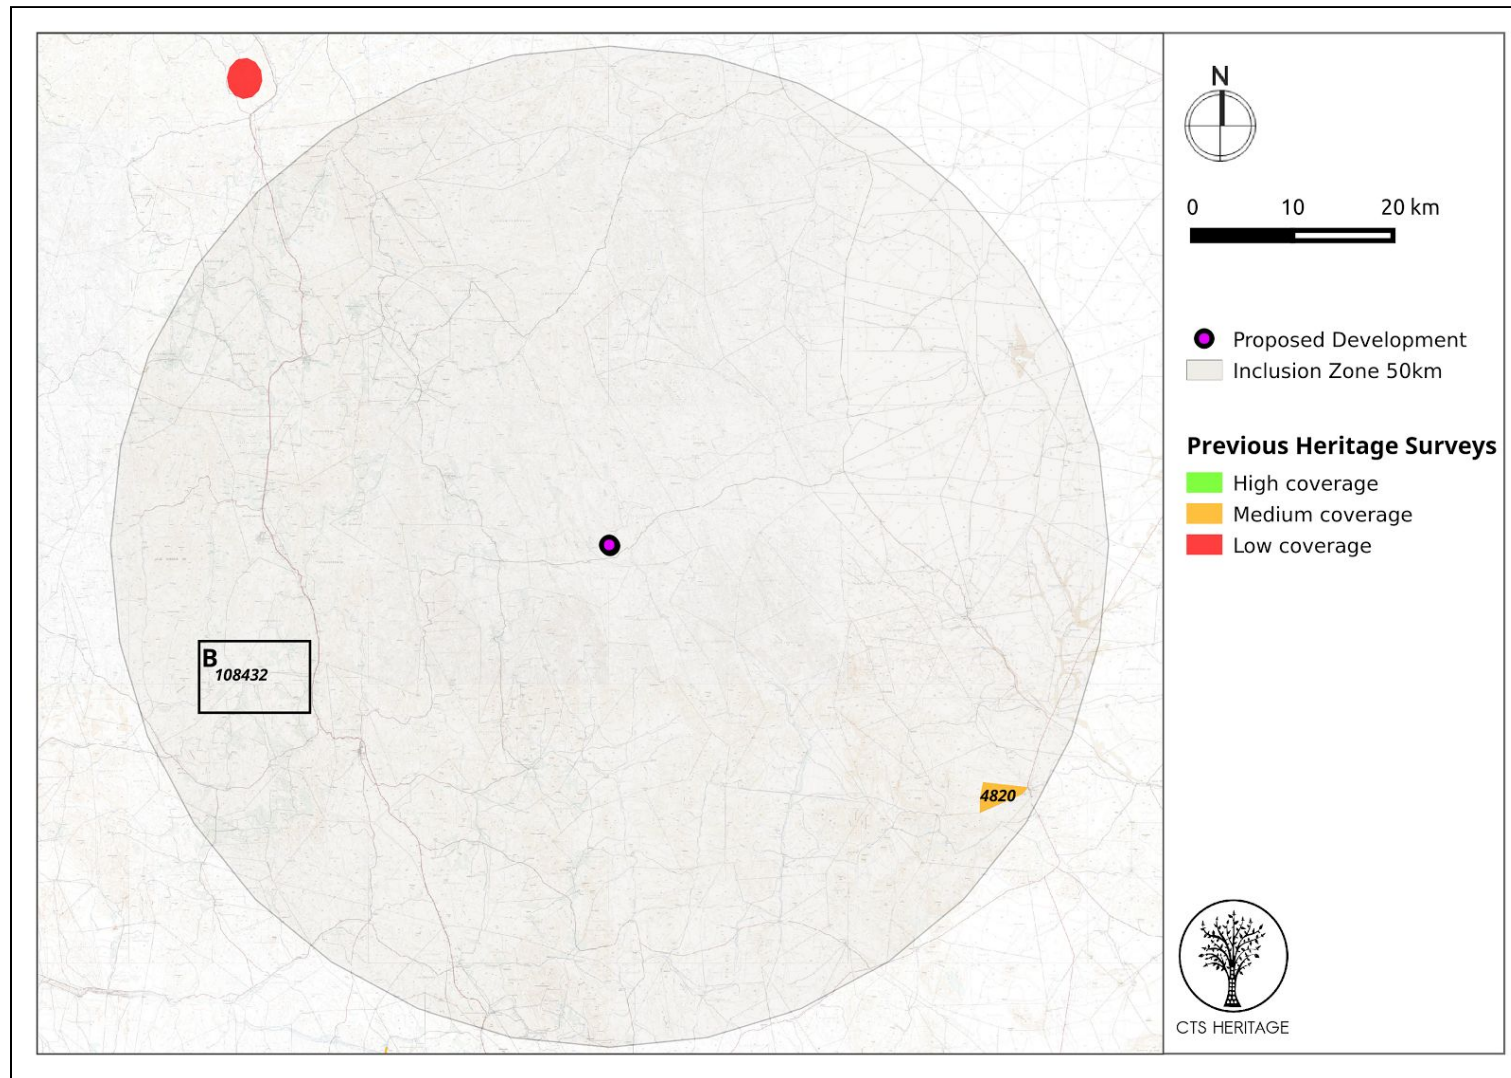 N
0 10 20 km
Proposed Development
Inclusion Zone 50km
Previous Heritage Surveys
High coverage
Medium coverage
Low coverage
B
108432
4820
CTS HERITAGE